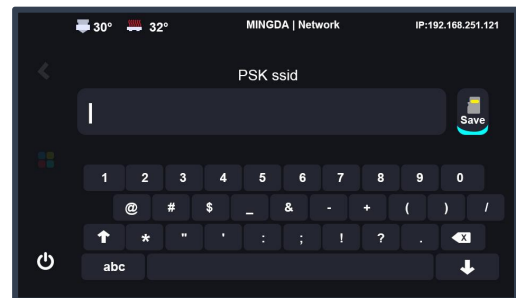 30° 32° MINGDA | Network IP:192.168.251.121
PSK ssid
Save
1 2 3 4 5 6 7 8 9 0
@ # $ _ & - + ( ) /
* " ' : ; ! ? . X
abc